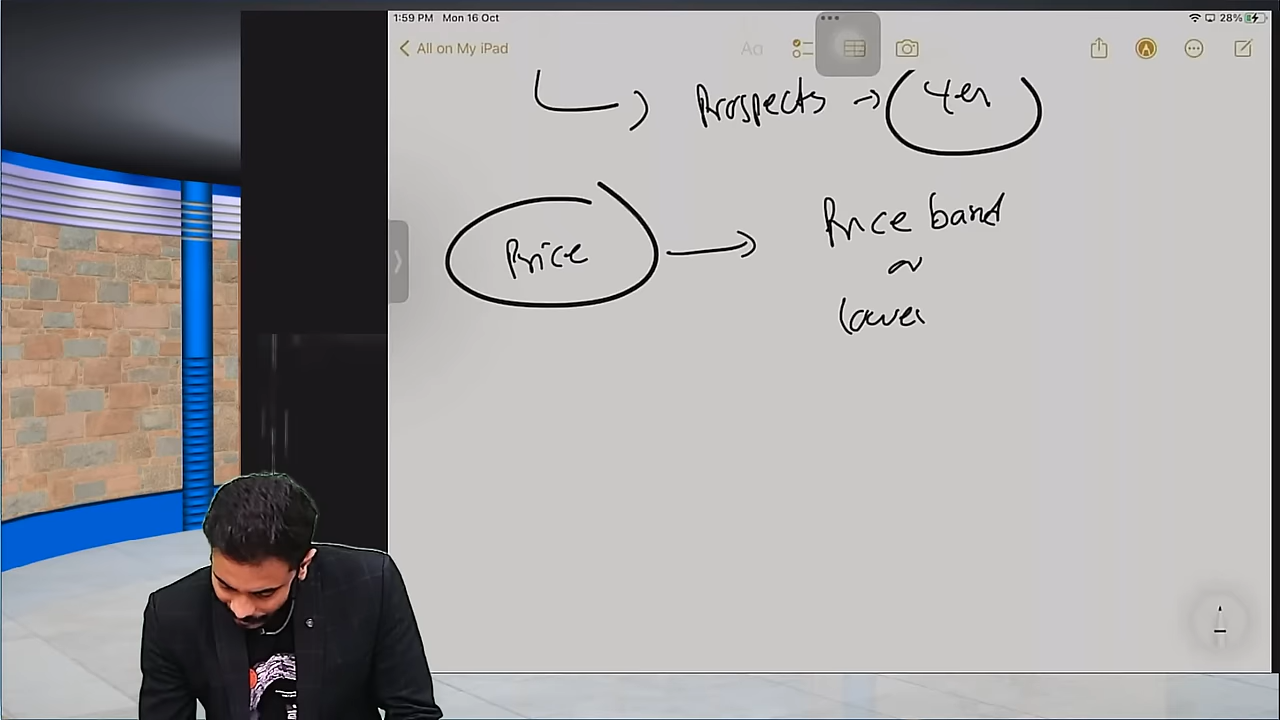 1:59 PM Mon 16 Oct
28%
All on My iPad
Aa
Prospects → Yes
Price → Price band
or
lower